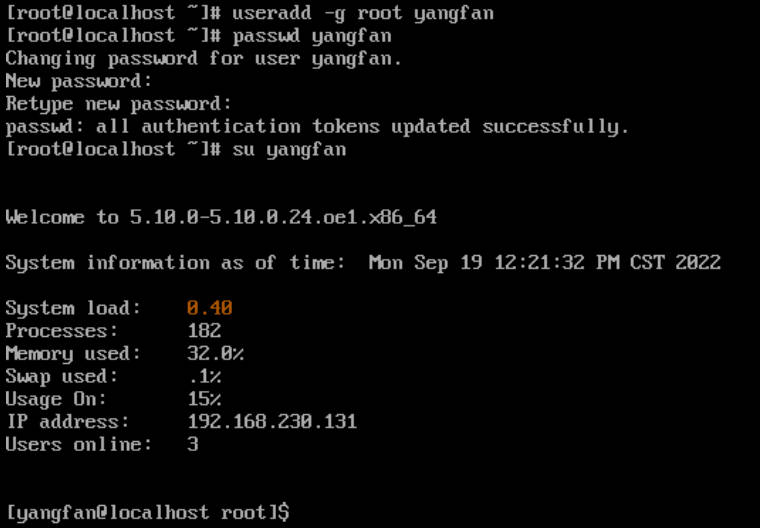 [root@localhost ~]# useradd -g root yangfan
[root@localhost ~]# passwd yangfan
Changing password for user yangfan.
New password:
Retype new password:
passwd: all authentication tokens updated successfully.
[root@localhost ~]# su yangfan
Welcome to 5.10.0-5.10.0.24.oe1.x86_64
System information as of time:  Mon Sep 19 12:21:32 PM CST 2022
System load:    0.40
Processes:      182
Memory used:    32.0%
Swap used:      .1%
Usage On:       15%
IP address:     192.168.230.131
Users online:   3
[yangfan@localhost root]$